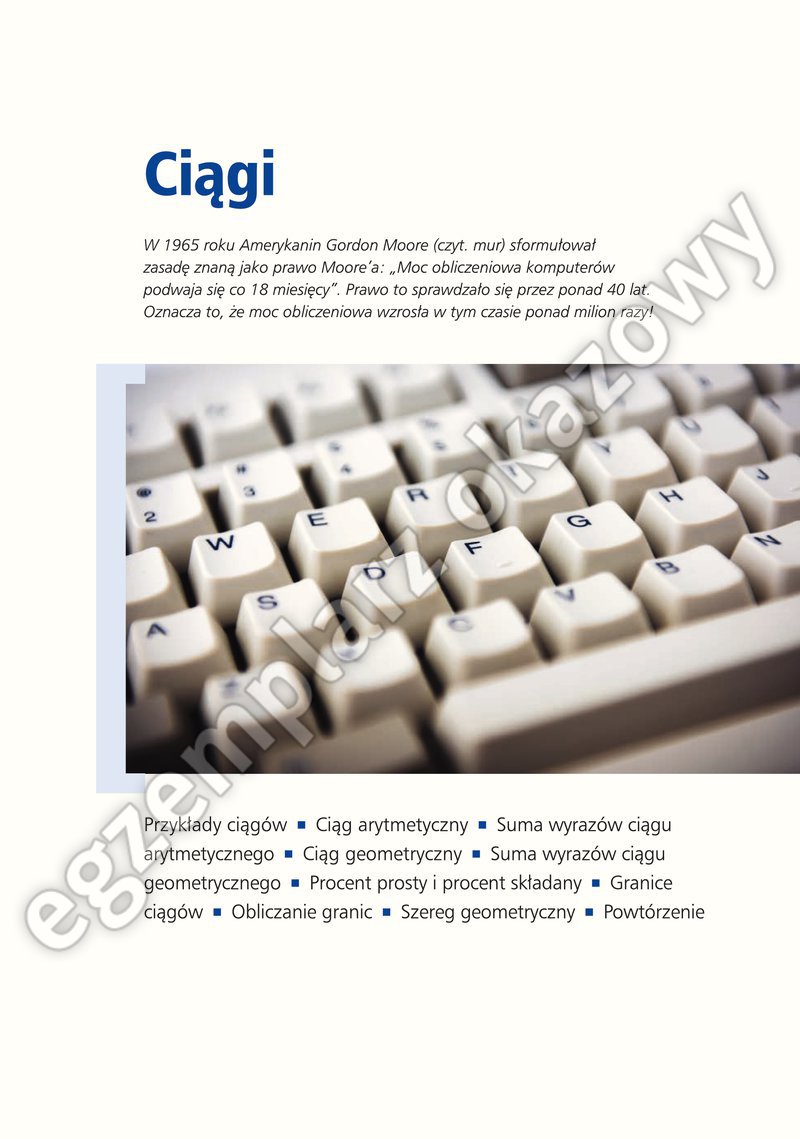 Ciągi
W 1965 roku Amerykanin Gordon Moore (czyt. mur) sformułował
zasadę znaną jako prawo Moore’a: „Moc obliczeniowa komputerów
podwaja się co 18 miesięcy”. Prawo to sprawdzało się przez ponad 40 lat.
Oznacza to, że moc obliczeniowa wzrosła w tym czasie ponad milion razy!
@ # $
2 3 4 6
W E R T Y U
A S D F G H J
C V B N
egzemplarz okazowy
Przykłady ciągów ▪ Ciąg arytmetyczny ▪ Suma wyrazów ciągu
arytmetycznego ▪ Ciąg geometryczny ▪ Suma wyrazów ciągu
geometrycznego ▪ Procent prosty i procent składany ▪ Granice
ciągów ▪ Obliczanie granic ▪ Szereg geometryczny ▪ Powtórzenie